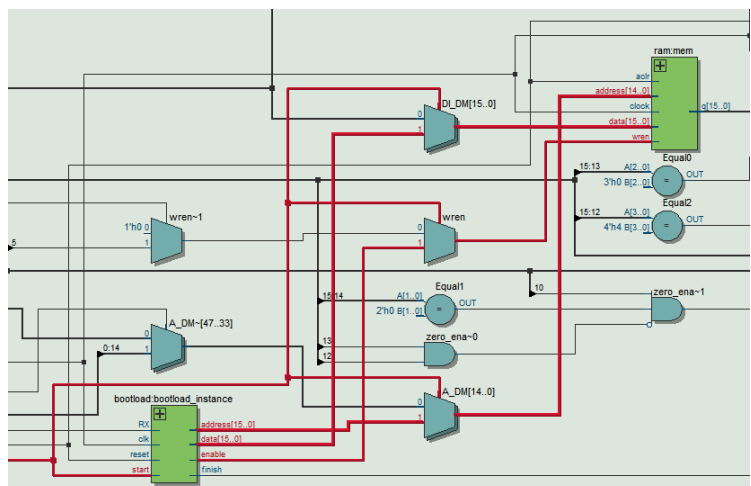 ram:mem
DI_DM[15..0]
0
1
aclr
address[14..0]
clock
data[15..0]
wren
q[15..0]
Equal0
15:13
A[2..0]
3'h0 B[2..0]
=
OUT
Equal2
15:12
A[3..0]
4'h4 B[3..0]
=
OUT
wren~1
1'h0 0
1
5
wren
0
1
Equal1
15:14
A[1..0]
2'h0 B[1..0]
=
OUT
10
zero_ena~1
13
12
zero_ena~0
A_DM~[47..33]
0
1
0:14
A_DM[14..0]
0
1
bootload:bootload_instance
RX
clk
reset
start
address[15..0]
data[15..0]
enable
finish